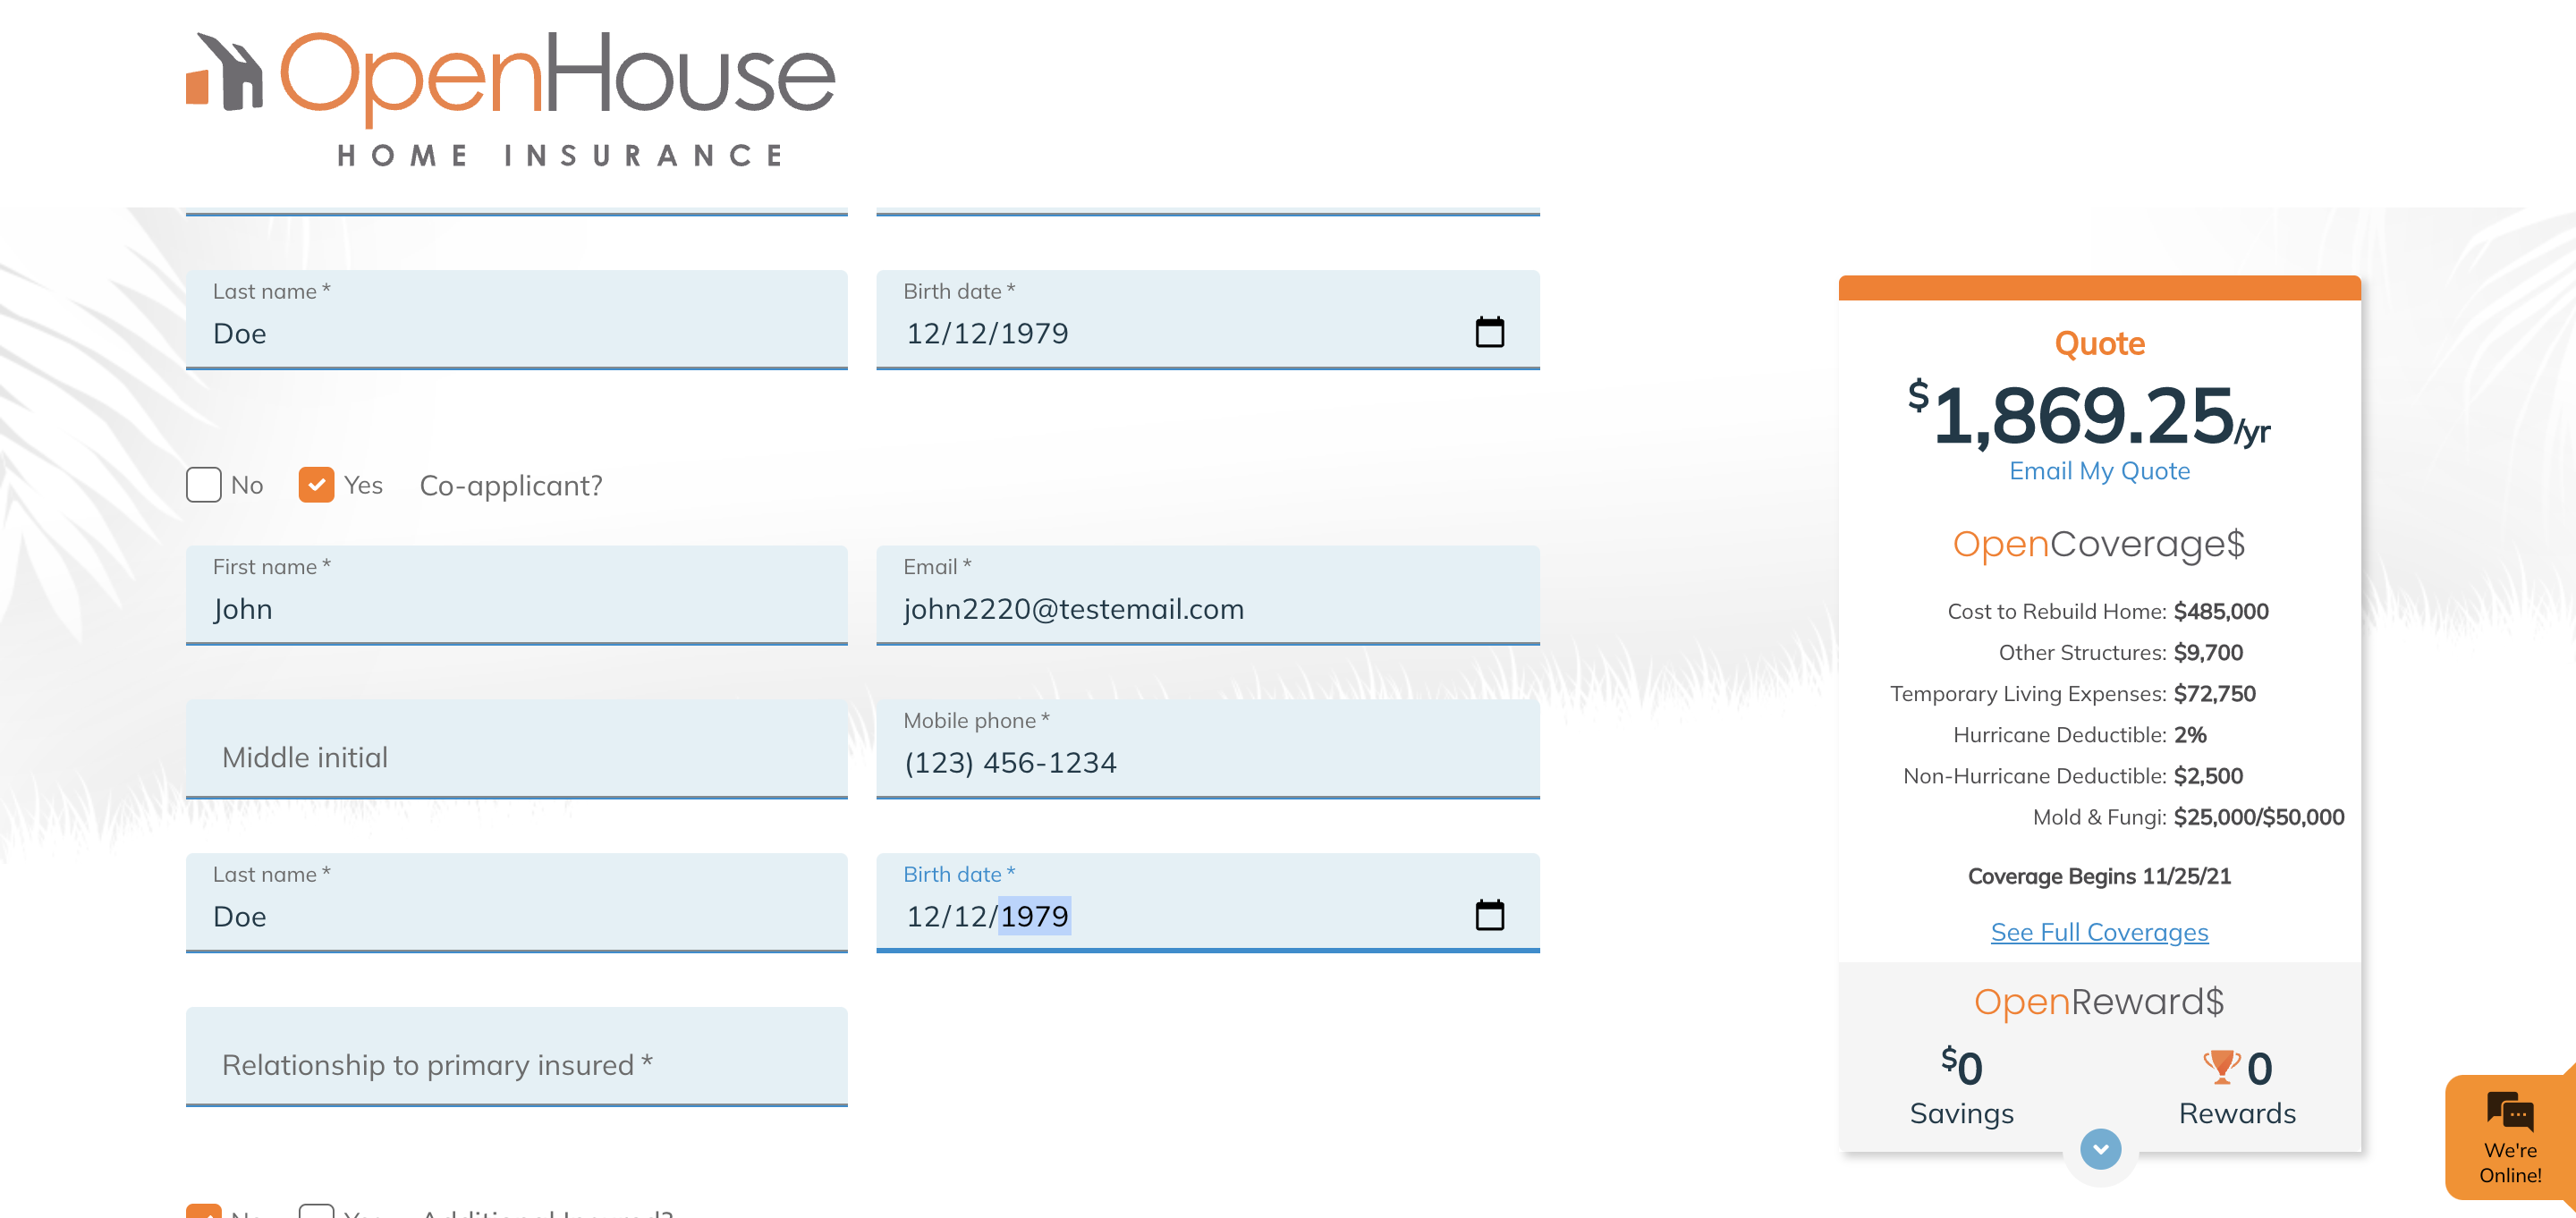 OpenHouse
HOME INSURANCE
Last name *
Doe
Birth date *
12/12/1979
No
Yes
Co-applicant?
First name *
John
Email *
john2220@testemail.com
Middle initial
Mobile phone *
(123) 456-1234
Last name *
Doe
Birth date *
12/12/1979
Relationship to primary insured *
No
Yes
Additional Insured?
Quote
$1,869.25/yr
Email My Quote
OpenCoverage$
Cost to Rebuild Home: $485,000
Other Structures: $9,700
Temporary Living Expenses: $72,750
Hurricane Deductible: 2%
Non-Hurricane Deductible: $2,500
Mold & Fungi: $25,000/$50,000
Coverage Begins 11/25/21
See Full Coverages
OpenReward$
$0
Savings
0
Rewards
We're
Online!